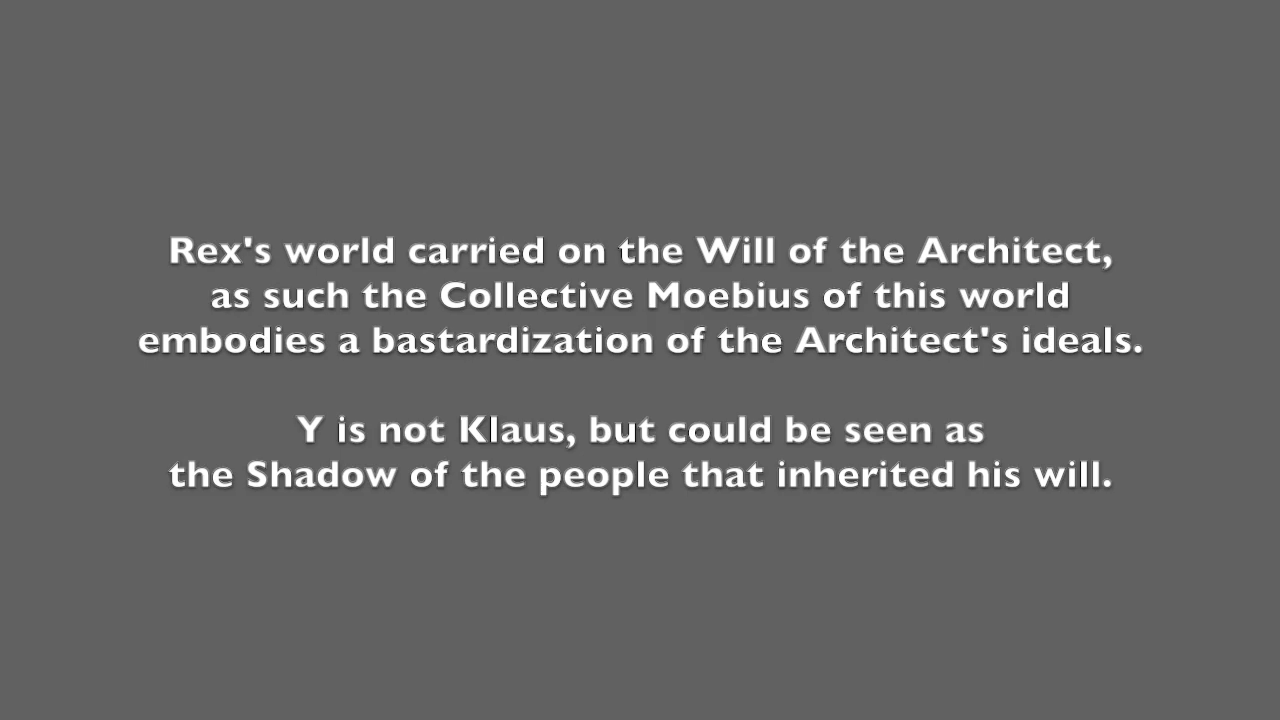 Rex's world carried on the Will of the Architect,
as such the Collective Moebius of this world
embodies a bastardization of the Architect's ideals.
Y is not Klaus, but could be seen as
the Shadow of the people that inherited his will.